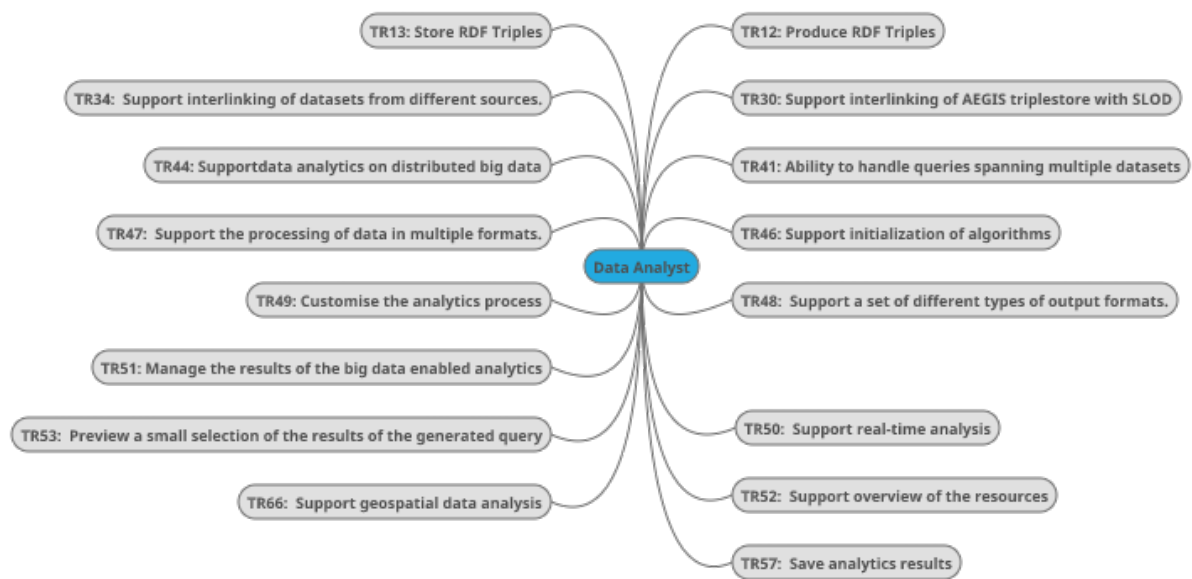 TR13: Store RDF Triples
TR12: Produce RDF Triples
TR34: Support interlinking of datasets from different sources.
TR30: Support interlinking of AEGIS triplestore with SLOD
TR44: Supportdata analytics on distributed big data
TR41: Ability to handle queries spanning multiple datasets
TR47: Support the processing of data in multiple formats.
TR46: Support initialization of algorithms
Data Analyst
TR49: Customise the analytics process
TR48: Support a set of different types of output formats.
TR51: Manage the results of the big data enabled analytics
TR53: Preview a small selection of the results of the generated query
TR50: Support real-time analysis
TR66: Support geospatial data analysis
TR52: Support overview of the resources
TR57: Save analytics results